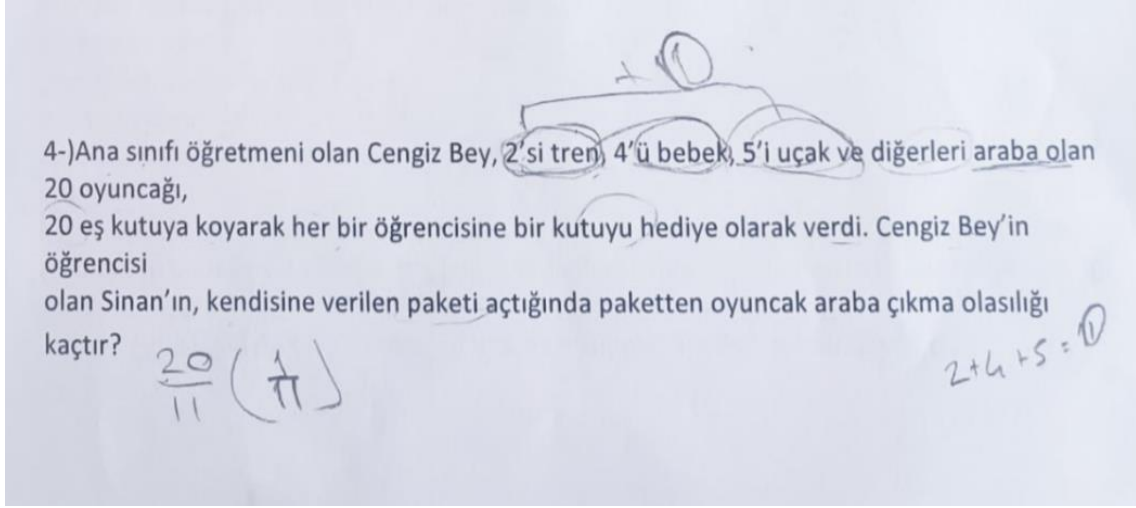 + 11
4-)Ana sınıfı öğretmeni olan Cengiz Bey, 2'si tren, 4'ü bebek, 5'i uçak ve diğerleri araba olan
20 oyuncağı,
20 eş kutuya koyarak her bir öğrencisine bir kutuyu hediye olarak verdi. Cengiz Bey'in
öğrencisi
olan Sinan'ın, kendisine verilen paketi açtığında paketten oyuncak araba çıkma olasılığı
kaçtır?
2+4+5=11
20/11 (1/11)